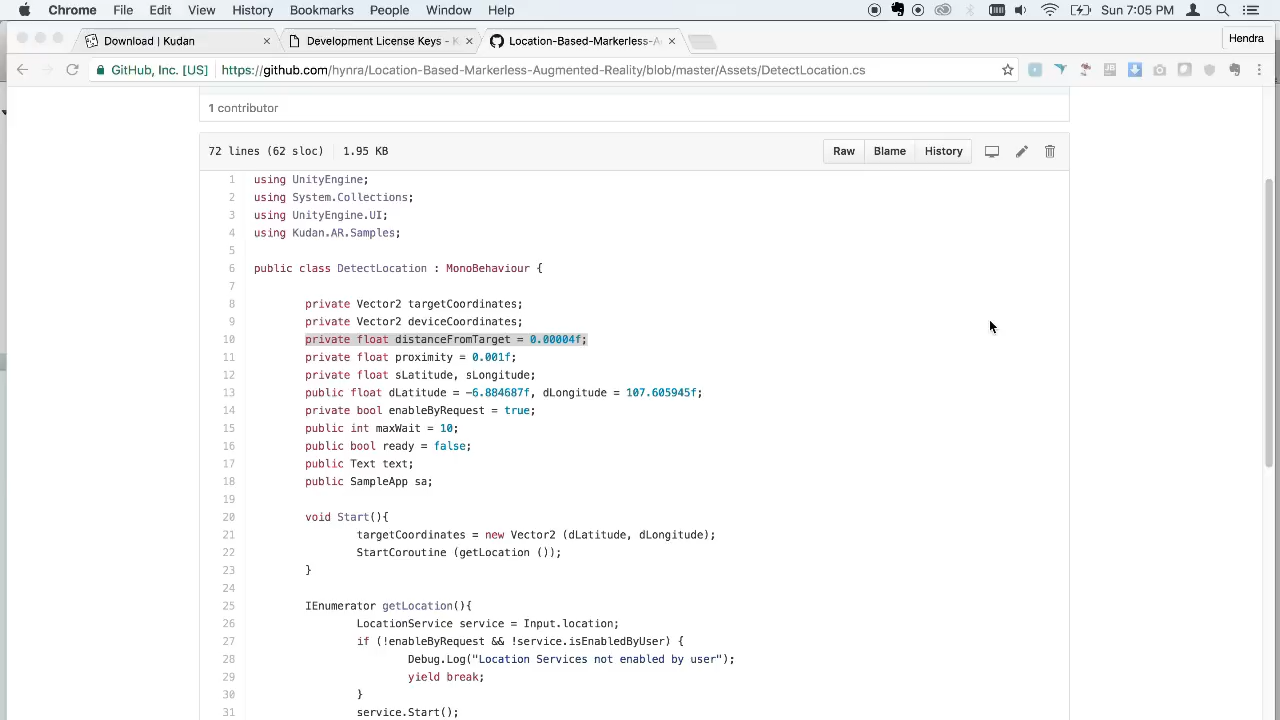 Chrome File Edit View History Bookmarks People Window Help Sun 7:05 PM
Download | Kudan × Development License Keys - K × Location-Based-Markerless-A × Hendra
GitHub, Inc. [US] https://github.com/hynra/Location-Based-Markerless-Augmented-Reality/blob/master/Assets/DetectLocation.cs
1 contributor
72 lines (62 sloc) 1.95 KB Raw Blame History
1 using UnityEngine;
2 using System.Collections;
3 using UnityEngine.UI;
4 using Kudan.AR.Samples;
5
6 public class DetectLocation : MonoBehaviour {
7
8 private Vector2 targetCoordinates;
9 private Vector2 deviceCoordinates;
10 private float distanceFromTarget = 0.00004f;
11 private float proximity = 0.001f;
12 private float sLatitude, sLongitude;
13 public float dLatitude = -6.884687f, dLongitude = 107.605945f;
14 private bool enableByRequest = true;
15 public int maxWait = 10;
16 public bool ready = false;
17 public Text text;
18 public SampleApp sa;
19
20 void Start(){
21 targetCoordinates = new Vector2 (dLatitude, dLongitude);
22 StartCoroutine (getLocation ());
23 }
24
25 IEnumerator getLocation(){
26 LocationService service = Input.location;
27 if (!enableByRequest && !service.isEnabledByUser) {
28 Debug.Log("Location Services not enabled by user");
29 yield break;
30 }
31 service.Start();